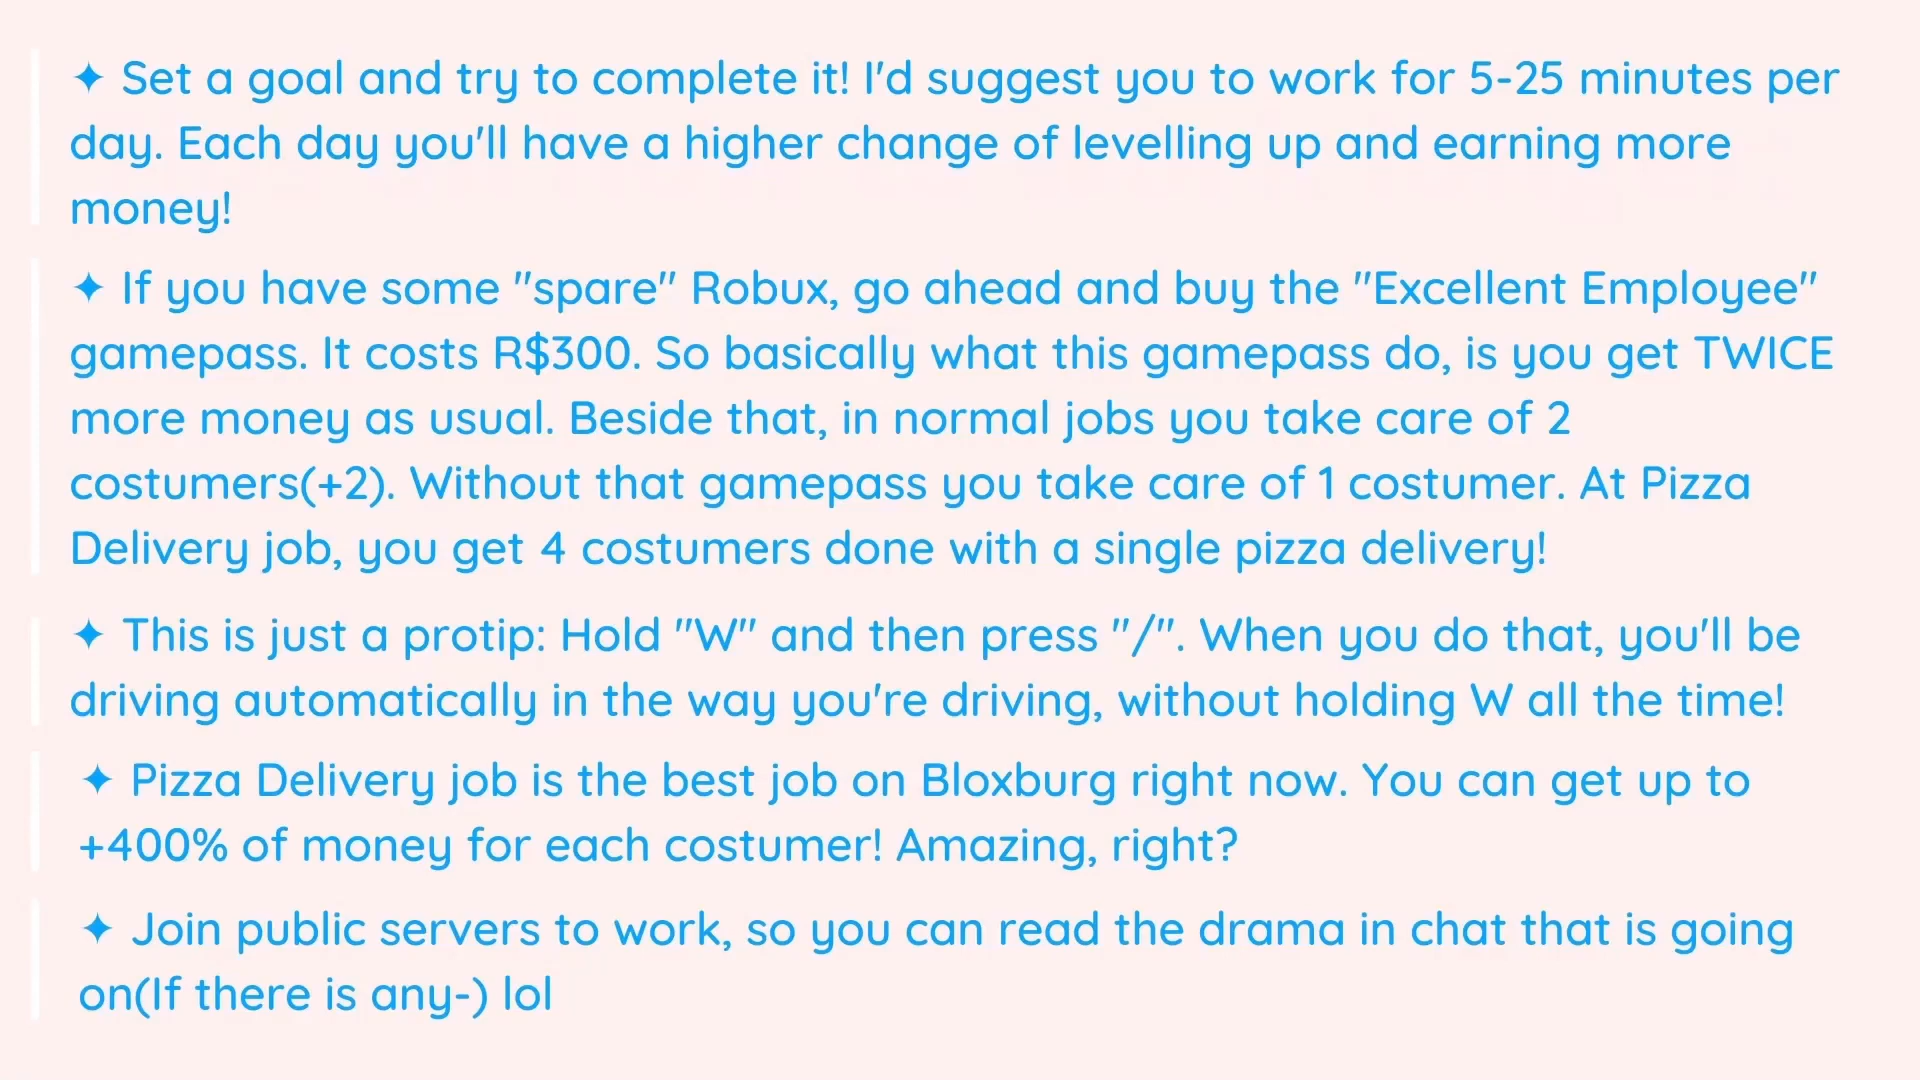 ✦ Set a goal and try to complete it! I'd suggest you to work for 5-25 minutes per
day. Each day you'll have a higher change of levelling up and earning more
money!
✦ If you have some "spare" Robux, go ahead and buy the "Excellent Employee"
gamepass. It costs R$300. So basically what this gamepass do, is you get TWICE
more money as usual. Beside that, in normal jobs you take care of 2
costumers(+2). Without that gamepass you take care of 1 costumer. At Pizza
Delivery job, you get 4 costumers done with a single pizza delivery!
✦ This is just a protip: Hold "W" and then press "/". When you do that, you'll be
driving automatically in the way you're driving, without holding W all the time!
✦ Pizza Delivery job is the best job on Bloxburg right now. You can get up to
+400% of money for each costumer! Amazing, right?
✦ Join public servers to work, so you can read the drama in chat that is going
on(If there is any-) lol